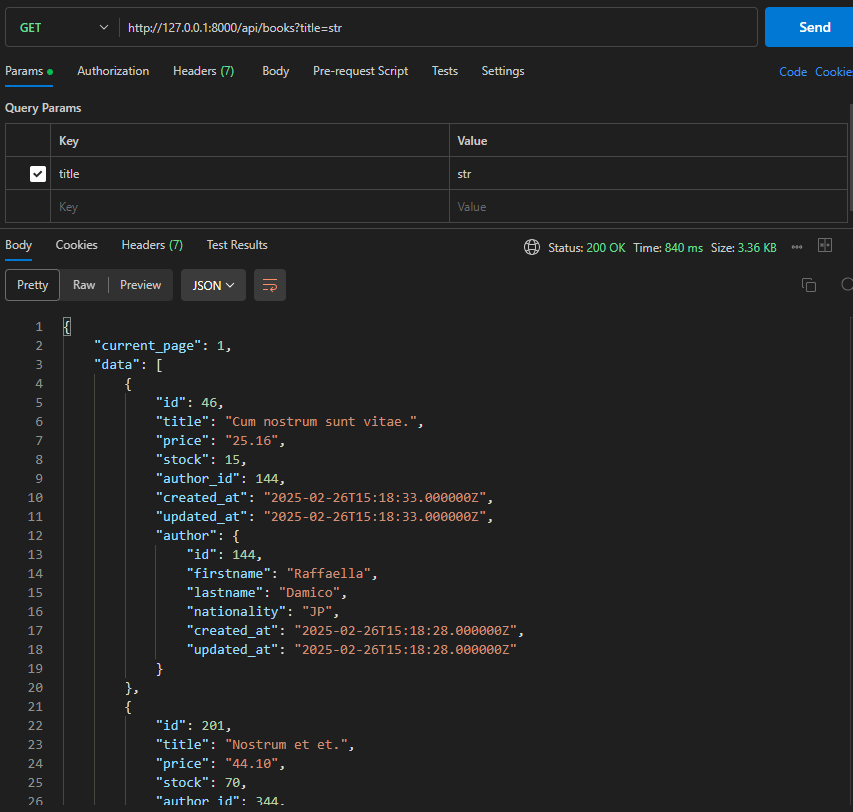 GET http://127.0.0.1:8000/api/books?title=str Send
Params Authorization Headers (7) Body Pre-request Script Tests Settings Code Cookies
Query Params
Key Value
title str
Key Value
Body Cookies Headers (7) Test Results Status: 200 OK Time: 840 ms Size: 3.36 KB
Pretty Raw Preview JSON
1 {
2 "current_page": 1,
3 "data": [
4 {
5 "id": 46,
6 "title": "Cum nostrum sunt vitae.",
7 "price": "25.16",
8 "stock": 15,
9 "author_id": 144,
10 "created_at": "2025-02-26T15:18:33.000000Z",
11 "updated_at": "2025-02-26T15:18:33.000000Z",
12 "author": {
13 "id": 144,
14 "firstname": "Raffaella",
15 "lastname": "Damico",
16 "nationality": "JP",
17 "created_at": "2025-02-26T15:18:28.000000Z",
18 "updated_at": "2025-02-26T15:18:28.000000Z"
19 }
20 },
21 {
22 "id": 201,
23 "title": "Nostrum et et.",
24 "price": "44.10",
25 "stock": 70,
26 "author_id": 344,